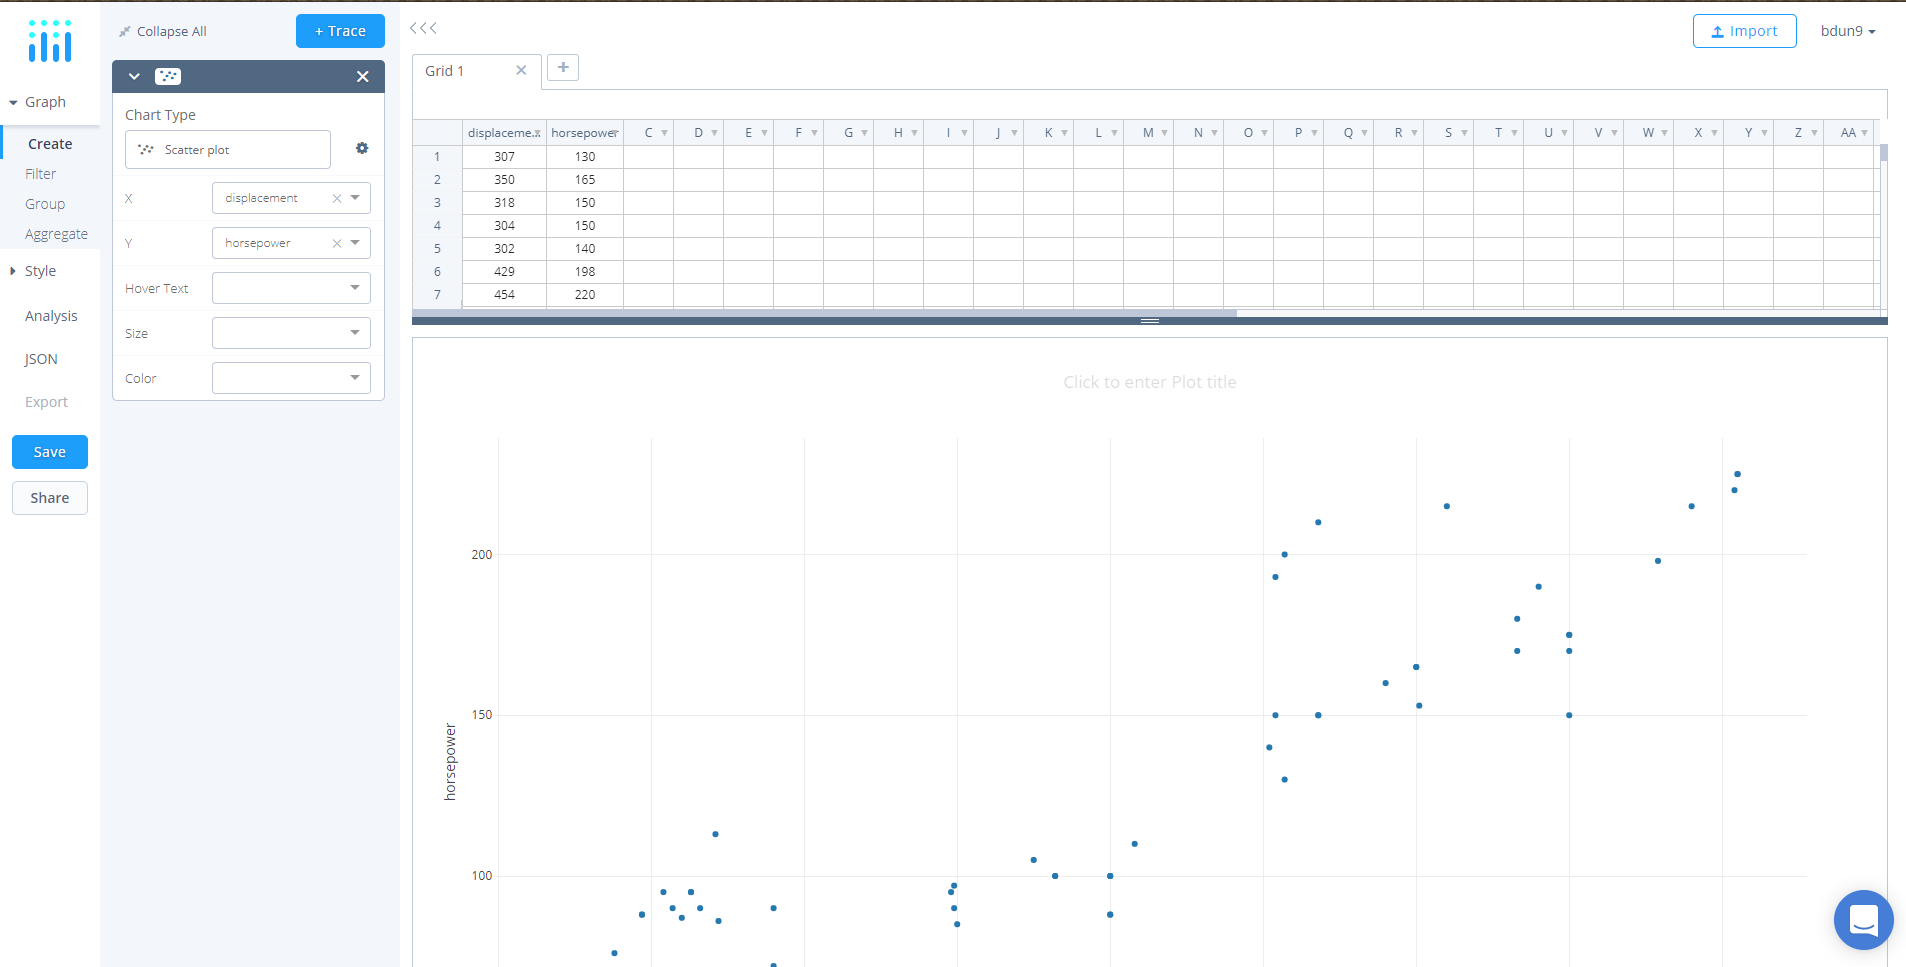 Collapse All
+ Trace
Graph
Create
Filter
Group
Aggregate
Style
Analysis
JSON
Export
Save
Share
Chart Type
Scatter plot
X displacement
Y horsepower
Hover Text
Size
Color
Import
bdun9
Grid 1
+
displaceme... horsepower C D E F G H I J K L M N O P Q R S T U V W X Y Z AA
1 307 130
2 350 165
3 318 150
4 304 150
5 302 140
6 429 198
7 454 220
Click to enter Plot title
200
150
100
horsepower